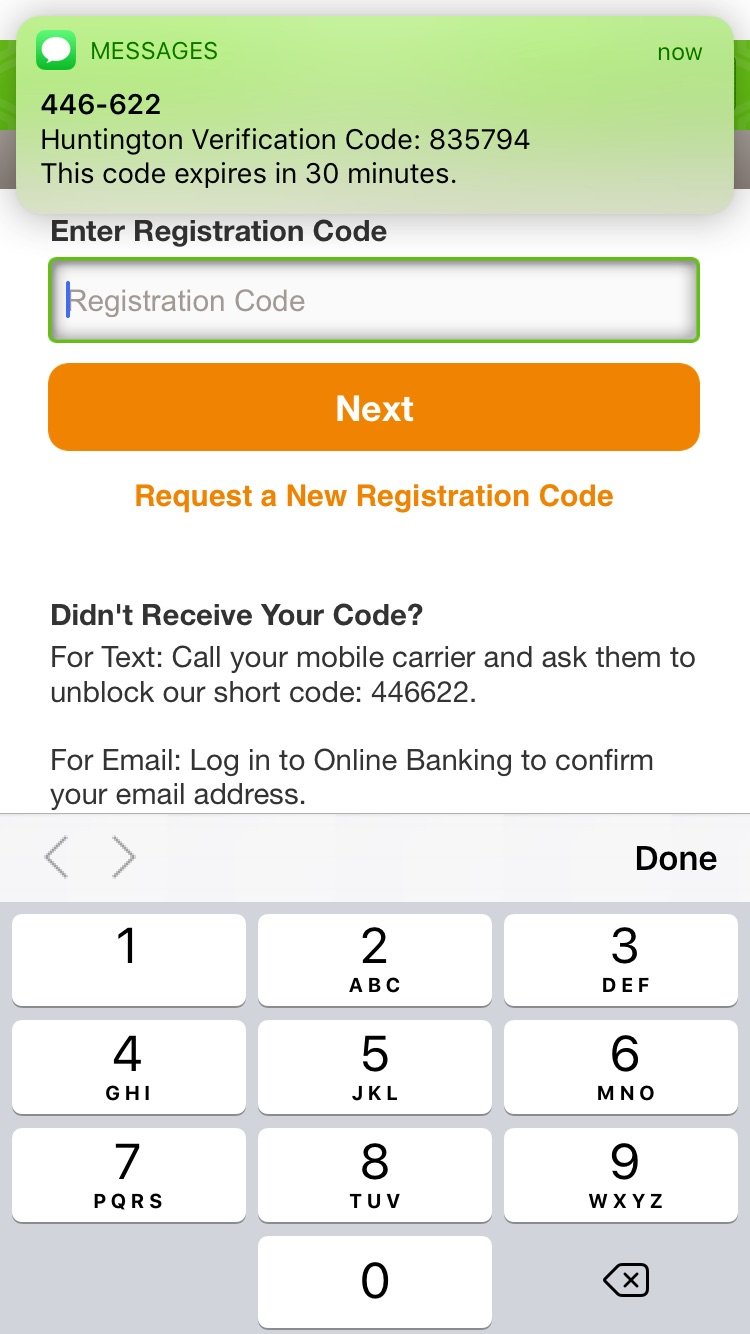 MESSAGES now
446-622
Huntington Verification Code: 835794
This code expires in 30 minutes.
Enter Registration Code
Registration Code
Next
Request a New Registration Code
Didn't Receive Your Code?
For Text: Call your mobile carrier and ask them to
unblock our short code: 446622.
For Email: Log in to Online Banking to confirm
your email address.
Done
1 2 3
ABC DEF
4 5 6
GHI JKL MNO
7 8 9
PQRS TUV WXYZ
0